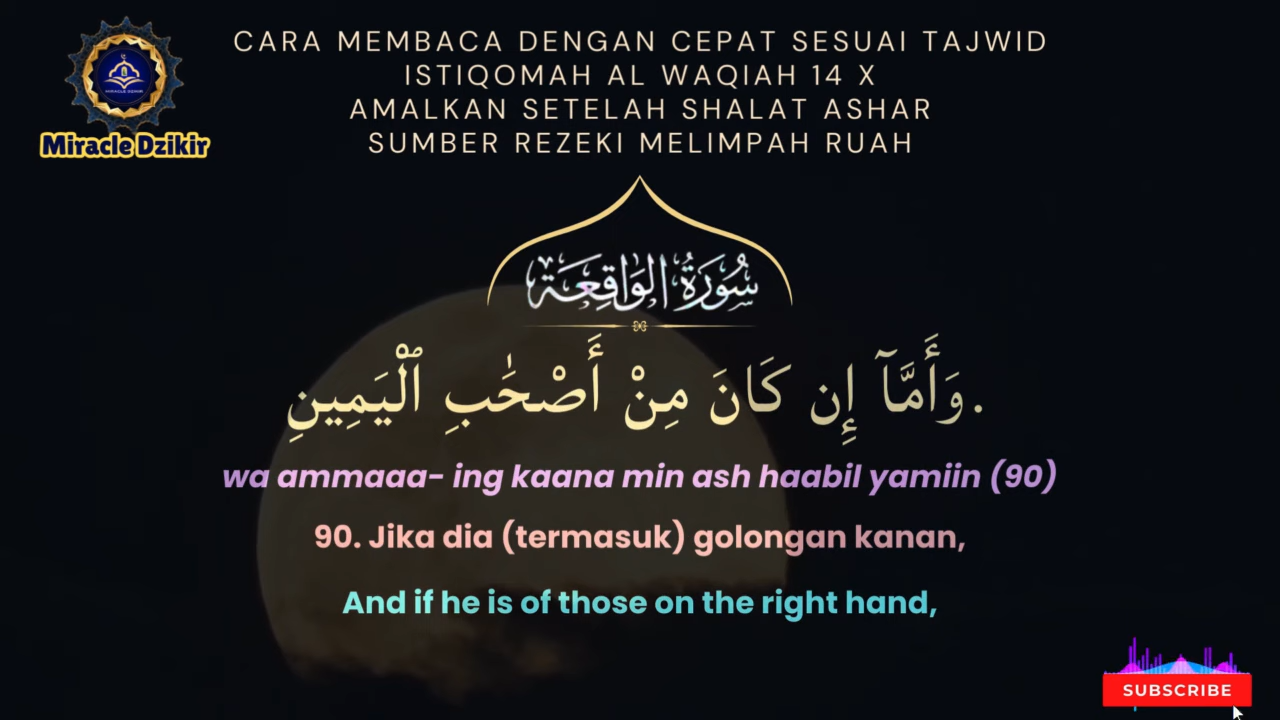 CARA MEMBACA DENGAN CEPAT SESUAI TAJWID
ISTIQOMAH AL WAQIAH 14 X
AMALKAN SETELAH SHALAT ASHAR
SUMBER REZEKI MELIMPAH RUAH
MIRACLE DZIKIR
Miracle Dzikir
سُورَةُ الوَاقِعَة
وَأَمَّآ إِن كَانَ مِنْ أَصْحَٰبِ ٱلْيَمِينِ.
wa ammaaa- ing kaana min ash haabil yamiin (90)
90. Jika dia (termasuk) golongan kanan,
And if he is of those on the right hand,
SUBSCRIBE